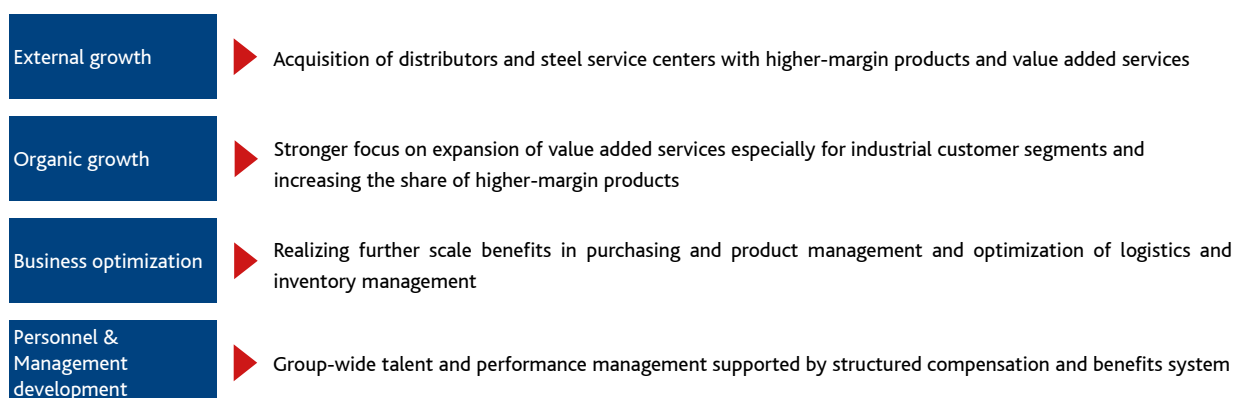 External growth
Acquisition of distributors and steel service centers with higher-margin products and value added services
Organic growth
Stronger focus on expansion of value added services especially for industrial customer segments and
increasing the share of higher-margin products
Business optimization
Realizing further scale benefits in purchasing and product management and optimization of logistics and
inventory management
Personnel &
Management
development
Group-wide talent and performance management supported by structured compensation and benefits system